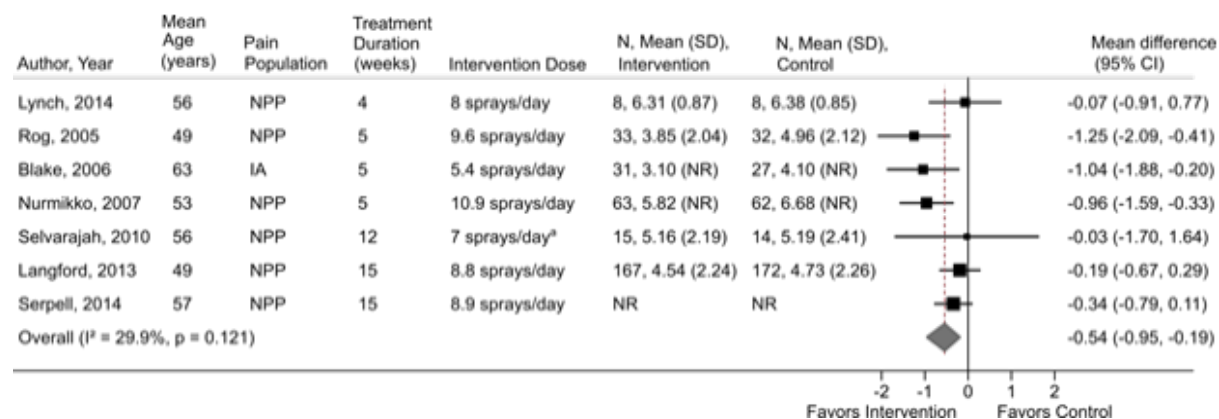 Author, Year Mean Age (years) Pain Population Treatment Duration (weeks) Intervention Dose N, Mean (SD), Intervention N, Mean (SD), Control Mean difference (95% CI)
Lynch, 2014 56 NPP 4 8 sprays/day 8, 6.31 (0.87) 8, 6.38 (0.85) -0.07 (-0.91, 0.77)
Rog, 2005 49 NPP 5 9.6 sprays/day 33, 3.85 (2.04) 32, 4.96 (2.12) -1.25 (-2.09, -0.41)
Blake, 2006 63 IA 5 5.4 sprays/day 31, 3.10 (NR) 27, 4.10 (NR) -1.04 (-1.88, -0.20)
Nurmikko, 2007 53 NPP 5 10.9 sprays/day 63, 5.82 (NR) 62, 6.68 (NR) -0.96 (-1.59, -0.33)
Selvarajah, 2010 56 NPP 12 7 sprays/dayª 15, 5.16 (2.19) 14, 5.19 (2.41) -0.03 (-1.70, 1.64)
Langford, 2013 49 NPP 15 8.8 sprays/day 167, 4.54 (2.24) 172, 4.73 (2.26) -0.19 (-0.67, 0.29)
Serpell, 2014 57 NPP 15 8.9 sprays/day NR NR -0.34 (-0.79, 0.11)
Overall (I² = 29.9%, p = 0.121) -0.54 (-0.95, -0.19)
-2 -1 0 1 2
Favors Intervention Favors Control